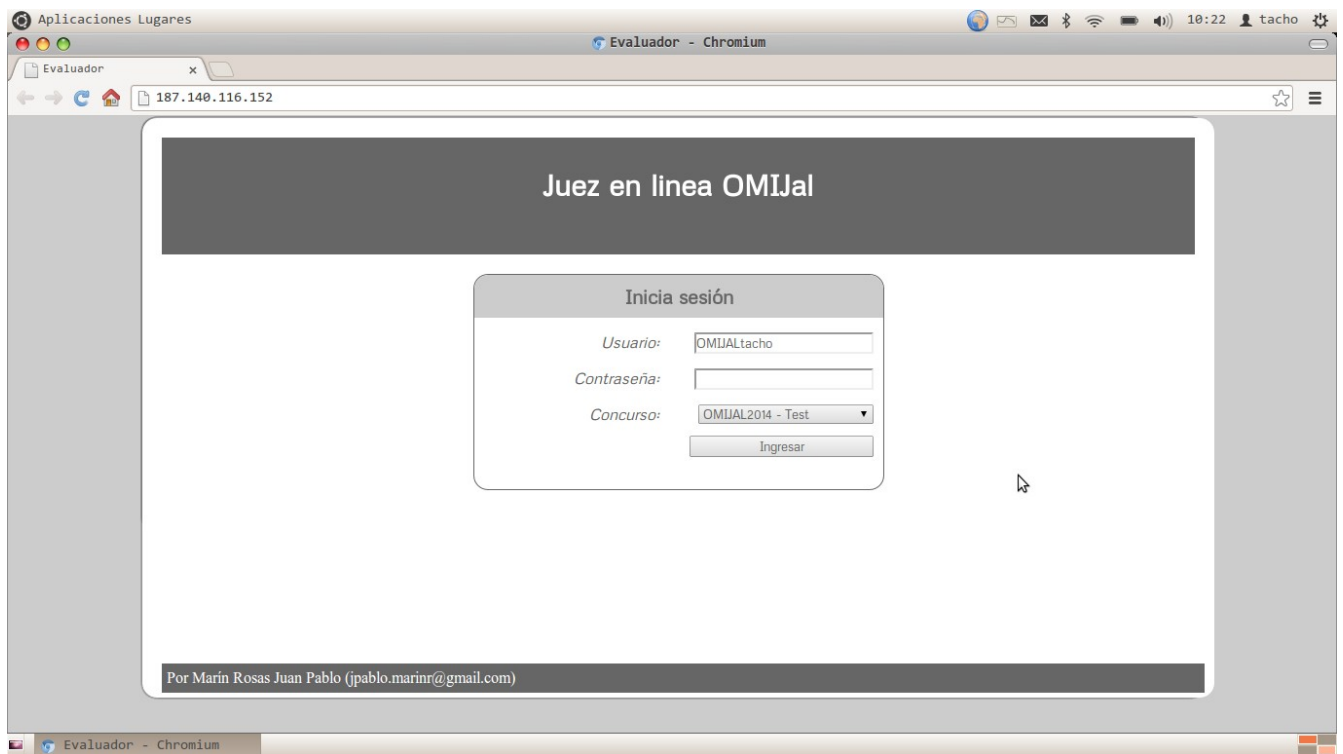 Aplicaciones Lugares 10:22 tacho
Evaluador - Chromium
Evaluador
187.140.116.152
Juez en linea OMIJal
Inicia sesión
Usuario: OMIJALtacho
Contraseña:
Concurso: OMIJAL2014 - Test
Ingresar
Por Marín Rosas Juan Pablo (jpablo.marinr@gmail.com)
Evaluador - Chromium